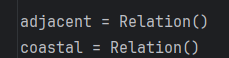 adjacent = Relation()
coastal = Relation()